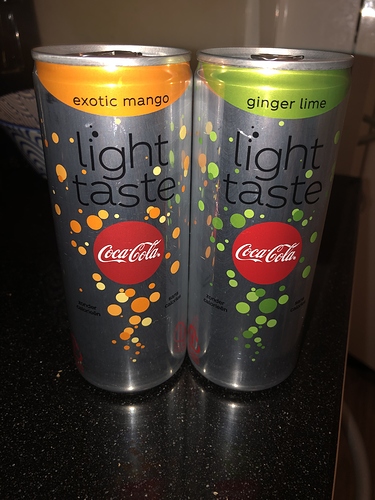 exotic mango
light
taste
Coca-Cola
ginger lime
light
taste
Coca-Cola